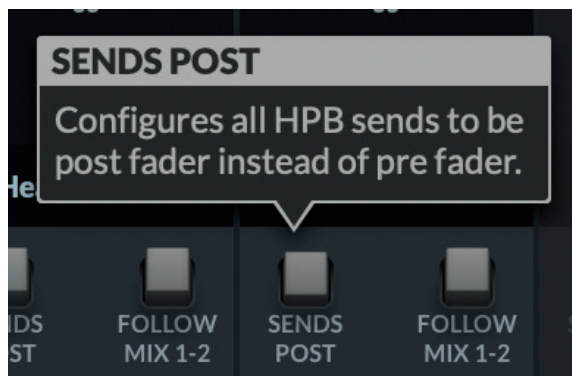 SENDS POST
Configures all HPB sends to be
post fader instead of pre fader.
FOLLOW
MIX 1-2
SENDS
POST
FOLLOW
MIX 1-2